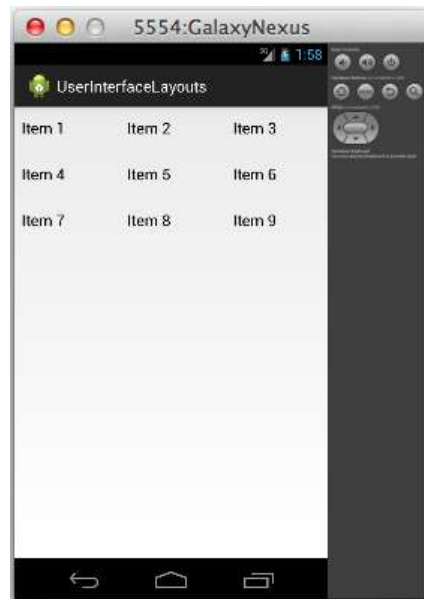 5554:GalaxyNexus
3G 1:58
UserInterfaceLayouts
Item 1 Item 2 Item 3
Item 4 Item 5 Item 6
Item 7 Item 8 Item 9